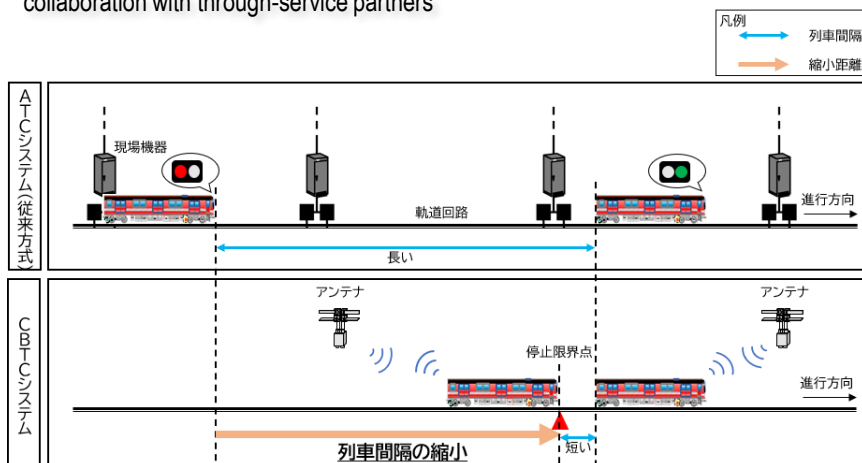 collaboration with through-service partners
凡例
列車間隔
縮小距離
ATCシステム(従来方式)
現場機器
軌道回路
進行方向
長い
CBTCシステム
アンテナ
アンテナ
停止限界点
進行方向
短い
列車間隔の縮小